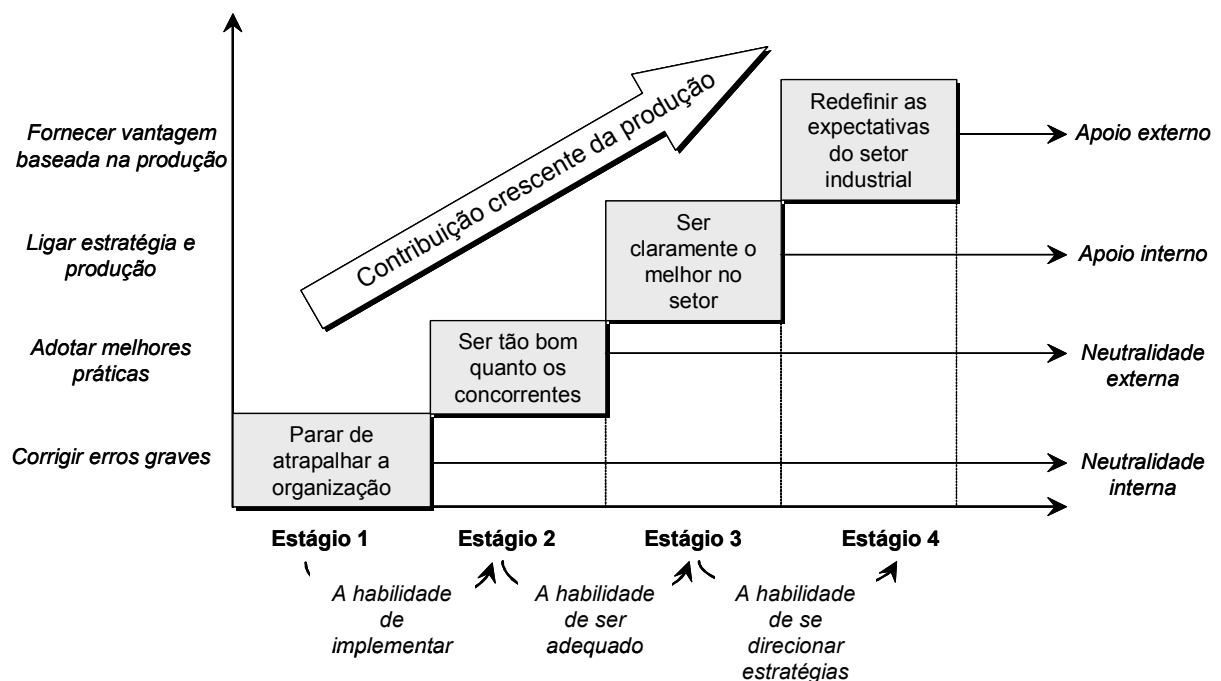 Contribuição crescente da produção
Fornecer vantagem
baseada na produção
Redefinir as
expectativas
do setor
industrial
Apoio externo
Ligar estratégia e
produção
Ser
claramente o
melhor no
setor
Apoio interno
Adotar melhores
práticas
Ser tão bom
quanto os
concorrentes
Neutralidade
externa
Corrigir erros graves
Parar de
atrapalhar a
organização
Neutralidade
interna
Estágio 1
Estágio 2
Estágio 3
Estágio 4
A habilidade
de
implementar
A habilidade
de ser
adequado
A habilidade
de se
direcionar
estratégias